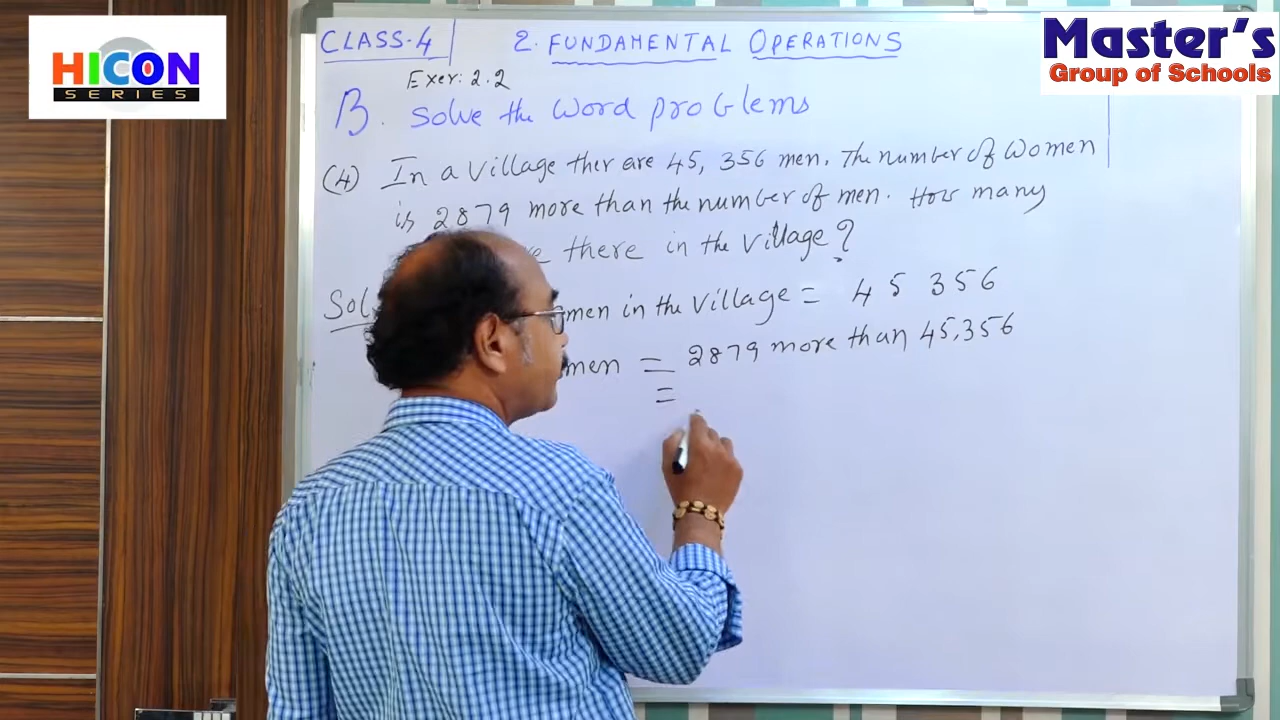 HICON
SERIES
Master's
Group of Schools
CLASS-4
2. FUNDAMENTAL OPERATIONS
Exer: 2.2
B. Solve the word problems
(4) In a village ther are 45, 356 men. The number of women
is 2879 more than the number of men. How many
there in the village?
Sol
men in the village = 45 356
men = 2879 more than 45,356
=